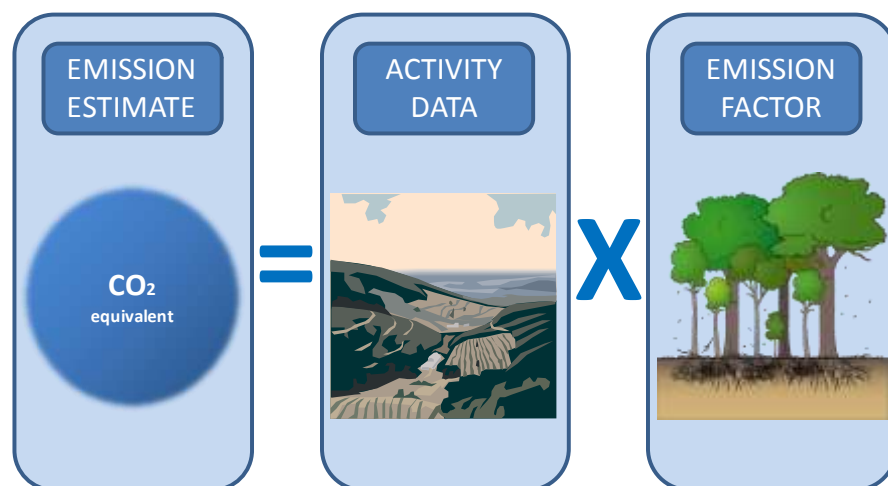 EMISSION
ESTIMATE
CO₂
equivalent
=
ACTIVITY
DATA
X
EMISSION
FACTOR